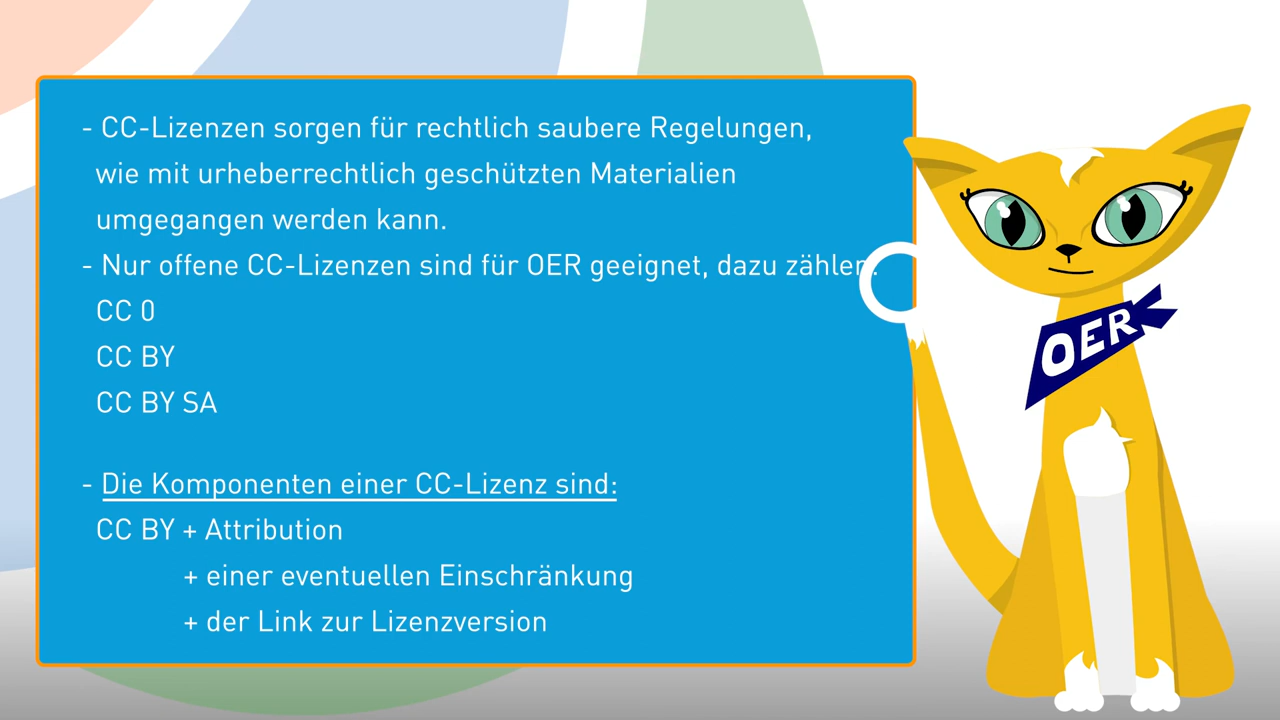 - CC-Lizenzen sorgen für rechtlich saubere Regelungen,
wie mit urheberrechtlich geschützten Materialien
umgegangen werden kann.
- Nur offene CC-Lizenzen sind für OER geeignet, dazu zählen:
CC 0
CC BY
CC BY SA
- Die Komponenten einer CC-Lizenz sind:
CC BY + Attribution
+ einer eventuellen Einschränkung
+ der Link zur Lizenzversion
OER